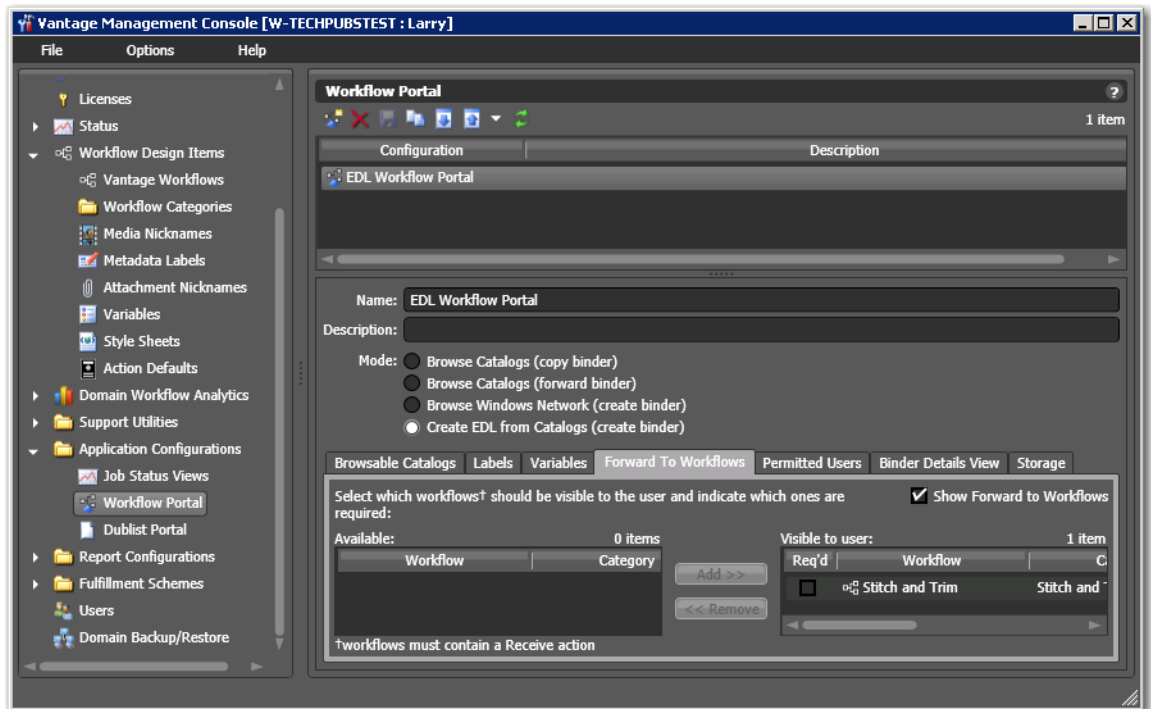 Vantage Management Console [W-TECHPUBSTEST : Larry]
File Options Help
Licenses
Status
Workflow Design Items
Vantage Workflows
Workflow Categories
Media Nicknames
Metadata Labels
Attachment Nicknames
Variables
Style Sheets
Action Defaults
Domain Workflow Analytics
Support Utilities
Application Configurations
Job Status Views
Workflow Portal
Dublist Portal
Report Configurations
Fulfillment Schemes
Users
Domain Backup/Restore
Workflow Portal ?
1 item
Configuration Description
EDL Workflow Portal
Name: EDL Workflow Portal
Description:
Mode: Browse Catalogs (copy binder)
Browse Catalogs (forward binder)
Browse Windows Network (create binder)
Create EDL from Catalogs (create binder)
Browsable Catalogs Labels Variables Forward To Workflows Permitted Users Binder Details View Storage
Select which workflows† should be visible to the user and indicate which ones are
required:
Show Forward to Workflows
Available: 0 items
Workflow Category
Add >>
<< Remove
Visible to user: 1 item
Req'd Workflow C
Stitch and Trim Stitch and T
†workflows must contain a Receive action